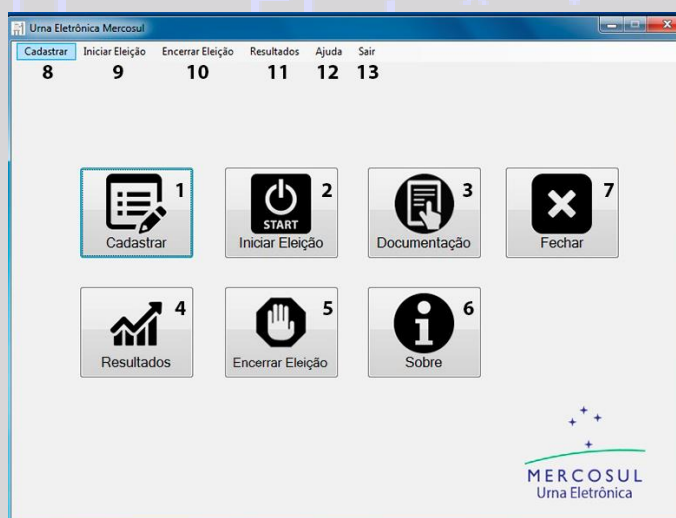 Urna Eletrônica Mercosul
Cadastrar Iniciar Eleição Encerrar Eleição Resultados Ajuda Sair
8 9 10 11 12 13
1 2 3 7
START
Cadastrar Iniciar Eleição Documentação Fechar
4 5 6
Resultados Encerrar Eleição Sobre
MERCOSUL
Urna Eletrônica